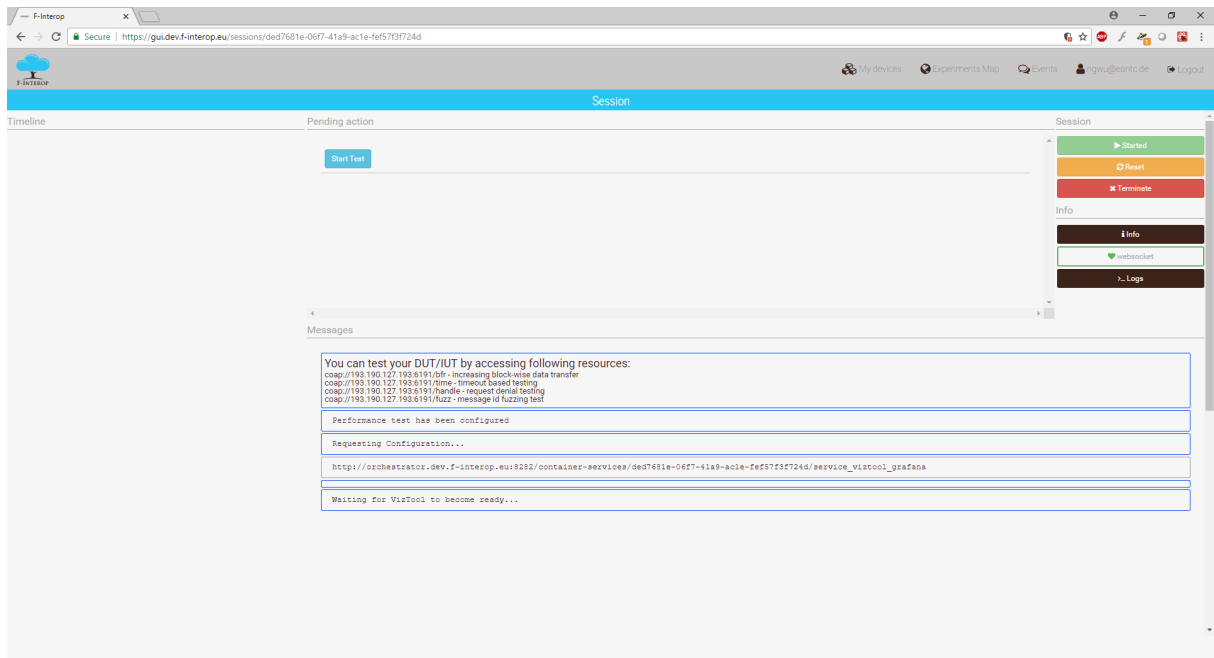 F-Interop
Secure | https://gui.dev.f-interop.eu/sessions/ded7681e-06f7-41a9-ac1e-fef57f3f724d
F-INTEROP
My devices Experiments Map Events ngwu@eantc.de Logout
Session
Timeline
Pending action
Session
Start Test
Started
Reset
Terminate
Info
Info
websocket
Logs
Messages
You can test your DUT/IUT by accessing following resources:
coap://193.190.127.193:6191/bfr - increasing block-wise data transfer
coap://193.190.127.193:6191/time - timeout based testing
coap://193.190.127.193:6191/handle - request denial testing
coap://193.190.127.193:6191/fuzz - message id fuzzing test
Performance test has been configured
Requesting Configuration...
http://orchestrator.dev.f-interop.eu:8282/container-services/ded7681e-06f7-41a9-ac1e-fef57f3f724d/service_viztool_grafana
Waiting for VizTool to become ready...